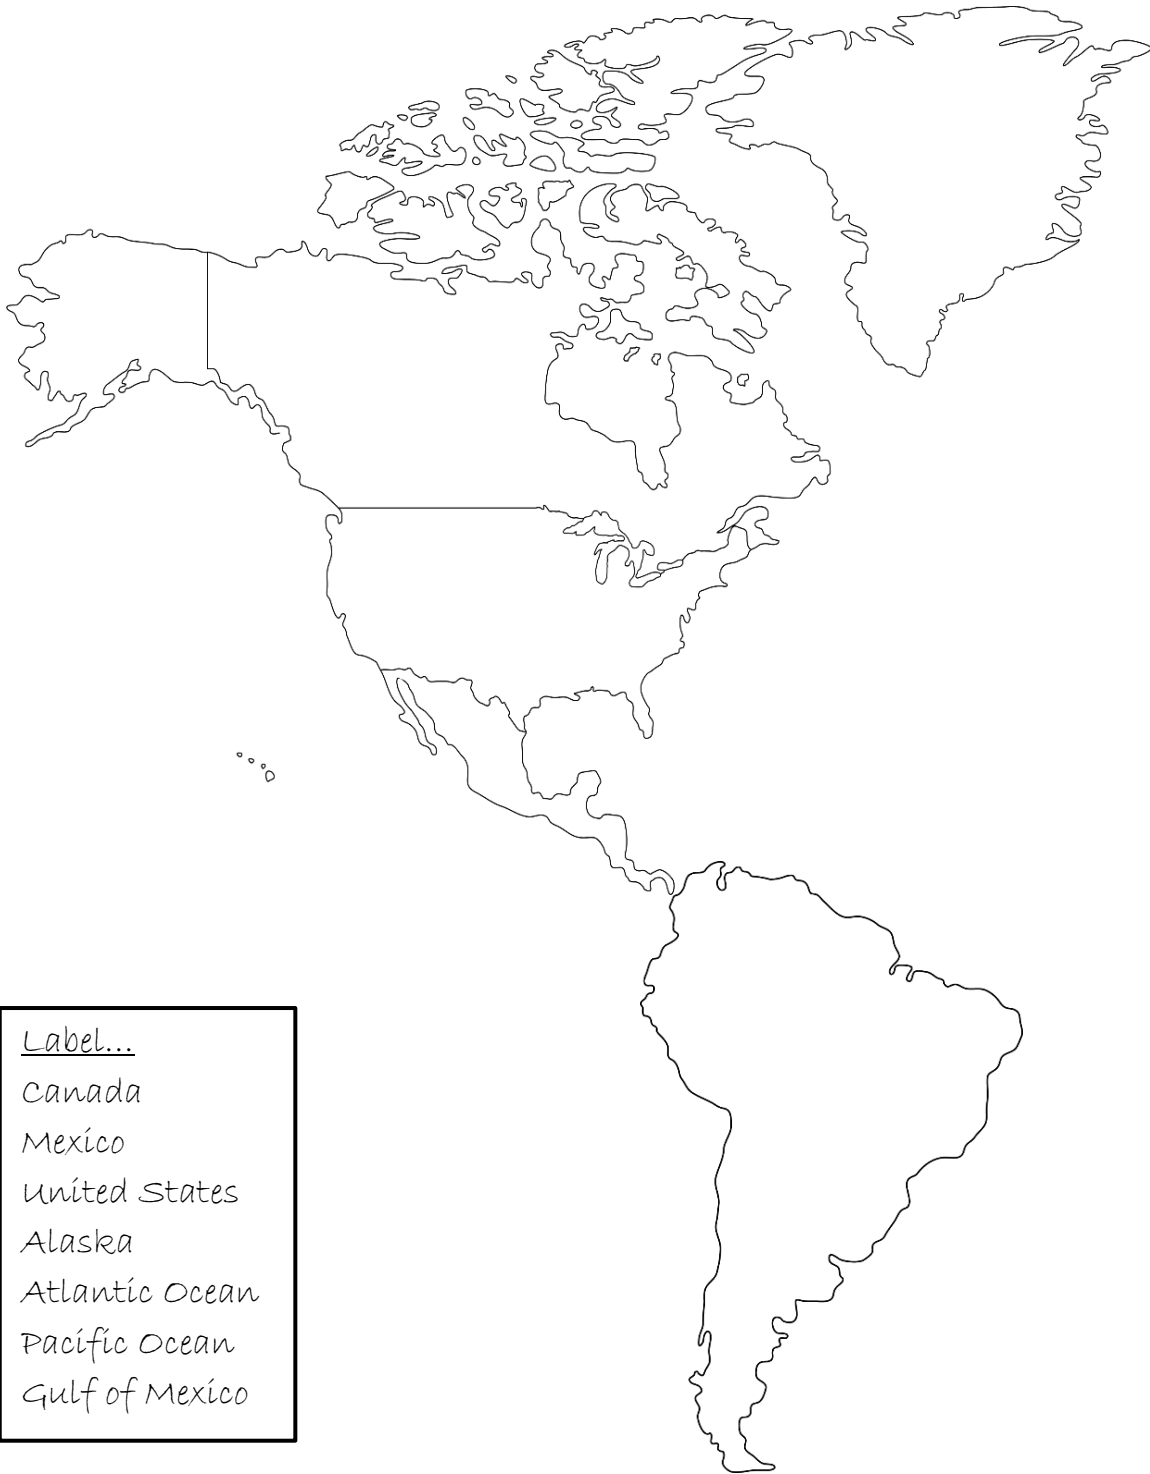 Label...
Canada
Mexico
United States
Alaska
Atlantic Ocean
Pacific Ocean
Gulf of Mexico